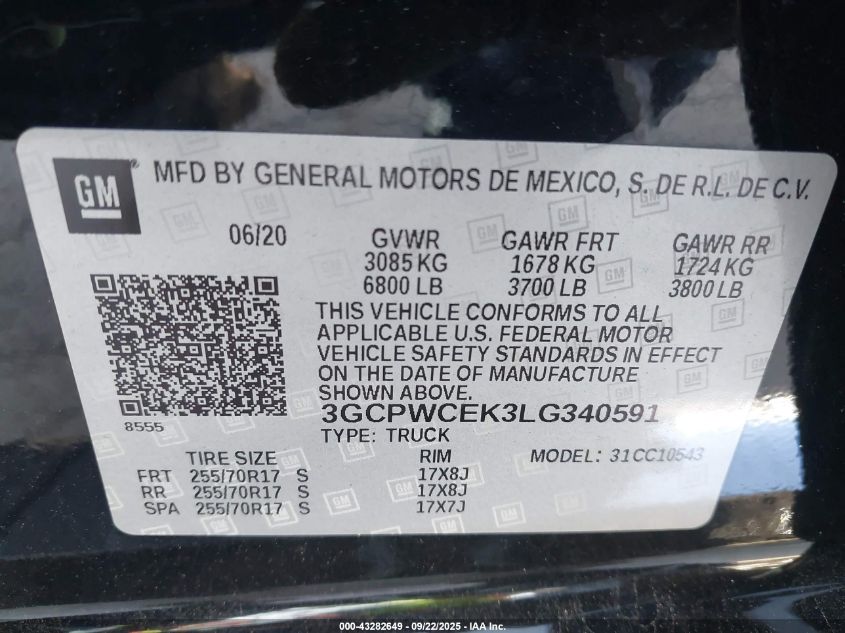 GM® MFD BY GENERAL MOTORS DE MEXICO, S. DE R.L. DE C.V.
06/20 GVWR GAWR FRT GAWR RR
3085 KG 1678 KG 1724 KG
6800 LB 3700 LB 3800 LB
THIS VEHICLE CONFORMS TO ALL
APPLICABLE U.S. FEDERAL MOTOR
VEHICLE SAFETY STANDARDS IN EFFECT
ON THE DATE OF MANUFACTURE
SHOWN ABOVE.
3GCPWCEK3LG340591
8555 TYPE: TRUCK
TIRE SIZE RIM MODEL: 31CC10543
FRT 255/70R17 S 17X8J
RR 255/70R17 S 17X8J
SPA 255/70R17 S 17X7J
000-43282649 - 09/22/2025 - IAA Inc.